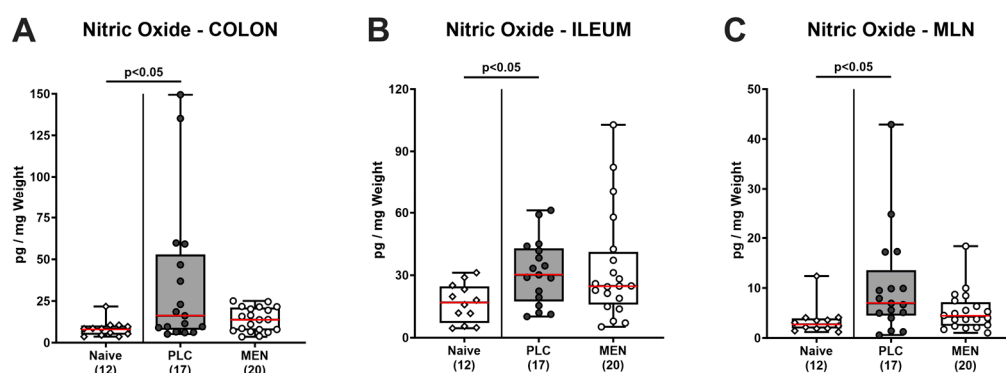 A
Nitric Oxide - COLON
p<0.05
pg / mg Weight
150
125
100
75
50
25
0
Naive
(12)
PLC
(17)
MEN
(20)
B
Nitric Oxide - ILEUM
p<0.05
pg / mg Weight
120
90
60
30
0
Naive
(12)
PLC
(17)
MEN
(20)
C
Nitric Oxide - MLN
p<0.05
pg / mg Weight
50
40
30
20
10
0
Naive
(12)
PLC
(17)
MEN
(20)